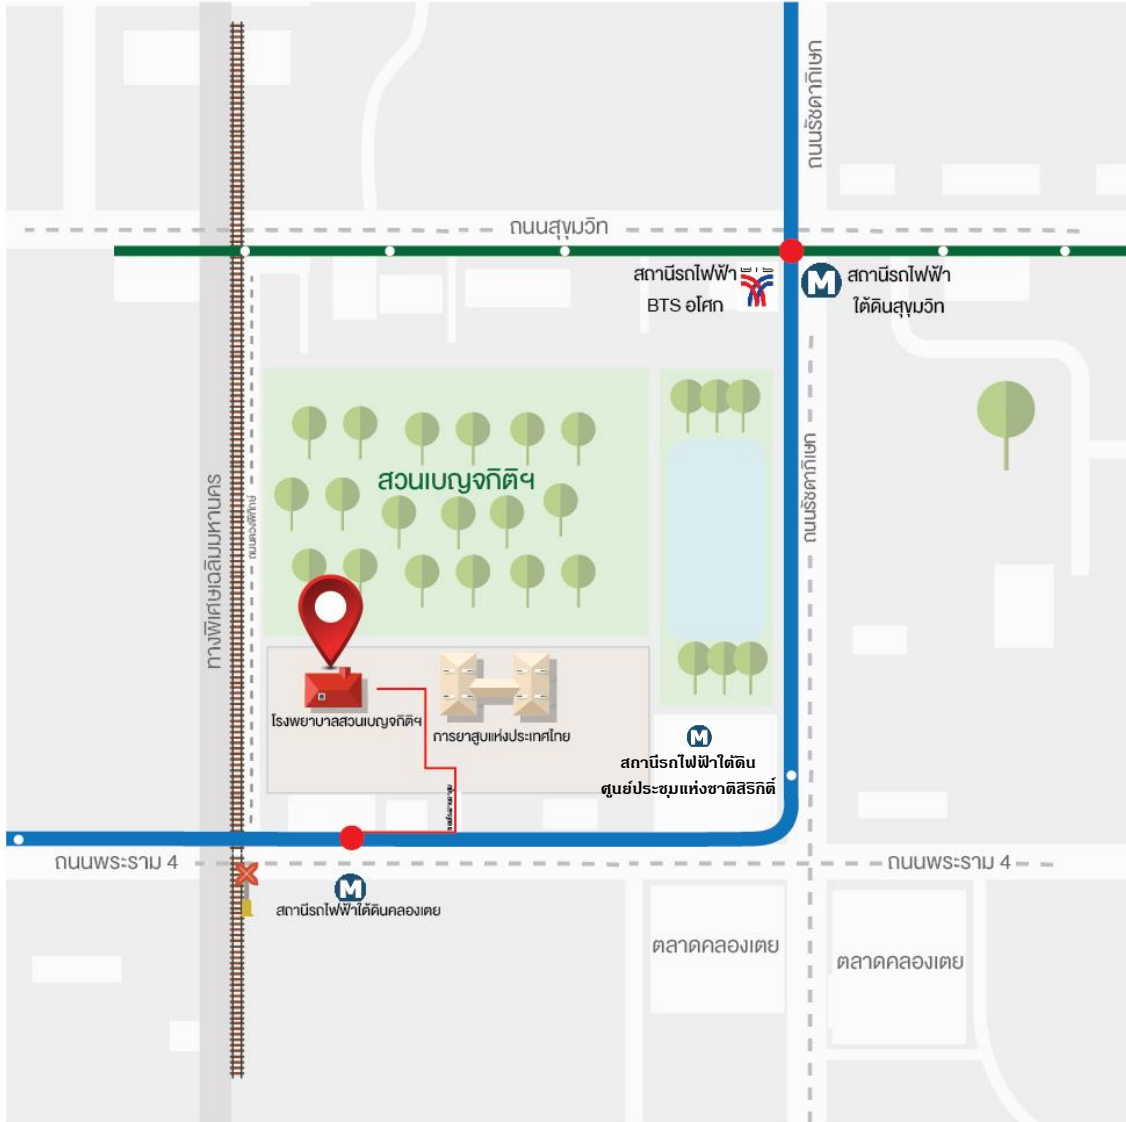 ถนนรัชดาภิเษก
ถนนสุขุมวิท
สถานีรถไฟฟ้า
BTS อโศก
M
สถานีรถไฟฟ้า
ใต้ดินสุขุมวิท
ถนนรัชดาภิเษก
สวนเบญจกิติฯ
ทางพิเศษเฉลิมมหานคร
ถนนดวงพิทักษ์
โรงพยาบาลสวนเบญจกิติฯ
การยาสูบแห่งประเทศไทย
M
สถานีรถไฟฟ้าใต้ดิน
ศูนย์ประชุมแห่งชาติสิริกิติ์
ถนนพระราม 4
ถนนพระราม 4
M
สถานีรถไฟฟ้าใต้ดินคลองเตย
ตลาดคลองเตย
ตลาดคลองเตย